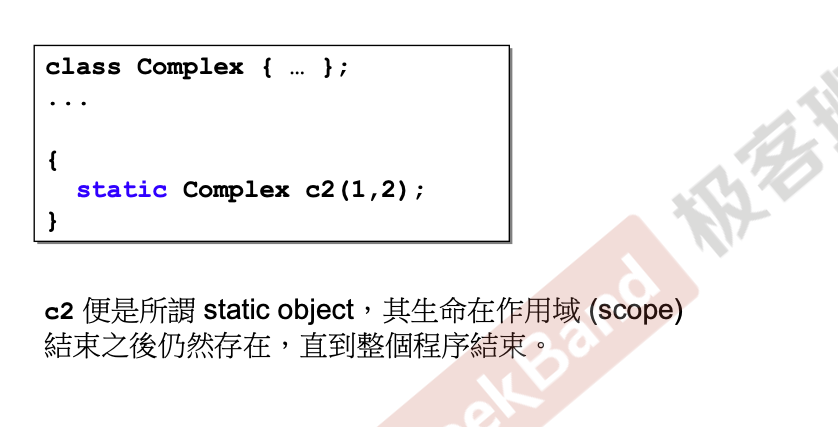 class Complex { … };
...
{
static Complex c2(1,2);
}
c2 便是所謂 static object，其生命在作用域 (scope)
結束之後仍然存在，直到整個程序結束。
极客班
GeekBand